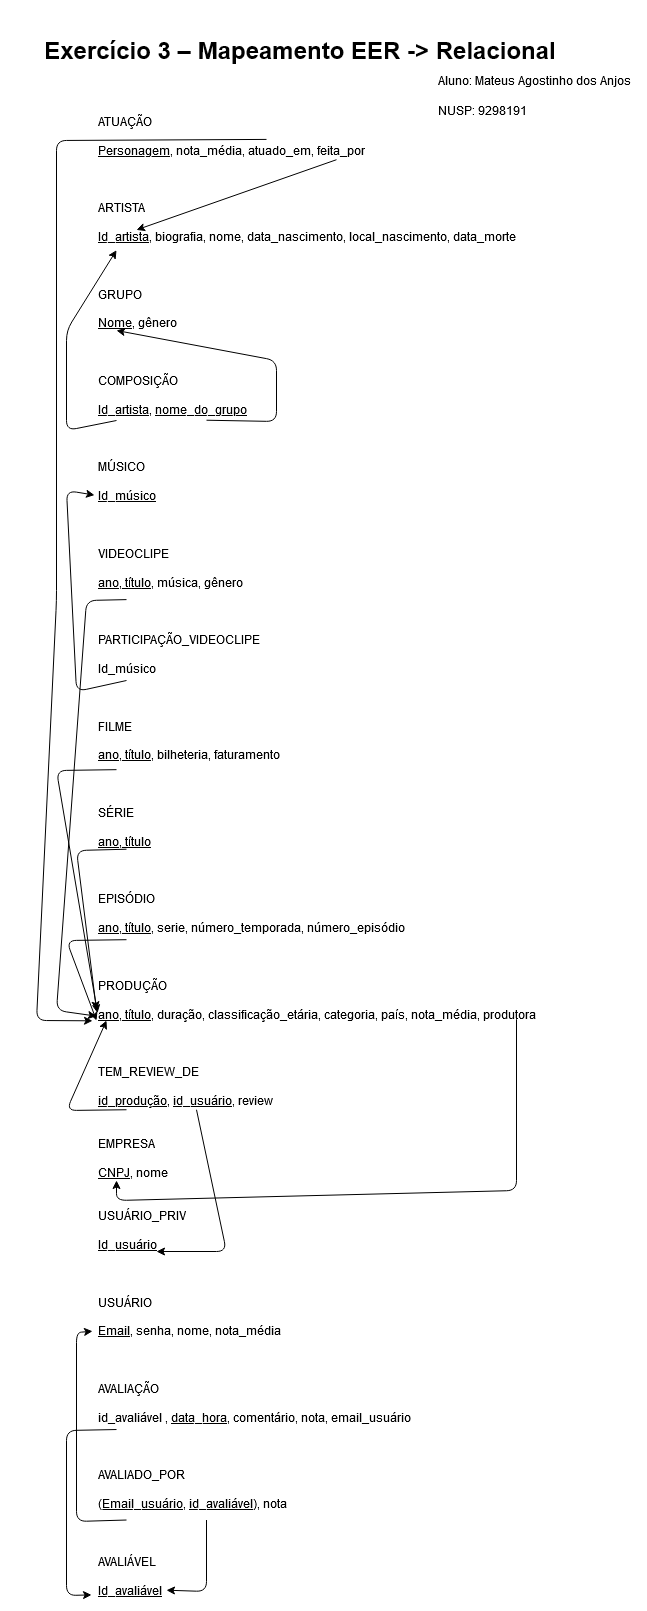 Exercício 3 – Mapeamento EER -> Relacional
Aluno: Mateus Agostinho dos Anjos
NUSP: 9298191
ATUAÇÃO
Personagem, nota_média, atuado_em, feita_por
ARTISTA
Id_artista, biografia, nome, data_nascimento, local_nascimento, data_morte
GRUPO
Nome, gênero
COMPOSIÇÃO
Id_artista, nome_do_grupo
MÚSICO
Id_músico
VIDEOCLIPE
ano, título, música, gênero
PARTICIPAÇÃO_VIDEOCLIPE
Id_músico
FILME
ano, título, bilheteria, faturamento
SÉRIE
ano, título
EPISÓDIO
ano, título, serie, número_temporada, número_episódio
PRODUÇÃO
ano, título, duração, classificação_etária, categoria, país, nota_média, produtora
TEM_REVIEW_DE
id_produção, id_usuário, review
EMPRESA
CNPJ, nome
USUÁRIO_PRIV
Id_usuário
USUÁRIO
Email, senha, nome, nota_média
AVALIAÇÃO
id_avaliável , data_hora, comentário, nota, email_usuário
AVALIADO_POR
(Email_usuário, id_avaliável), nota
AVALIÁVEL
Id_avaliável